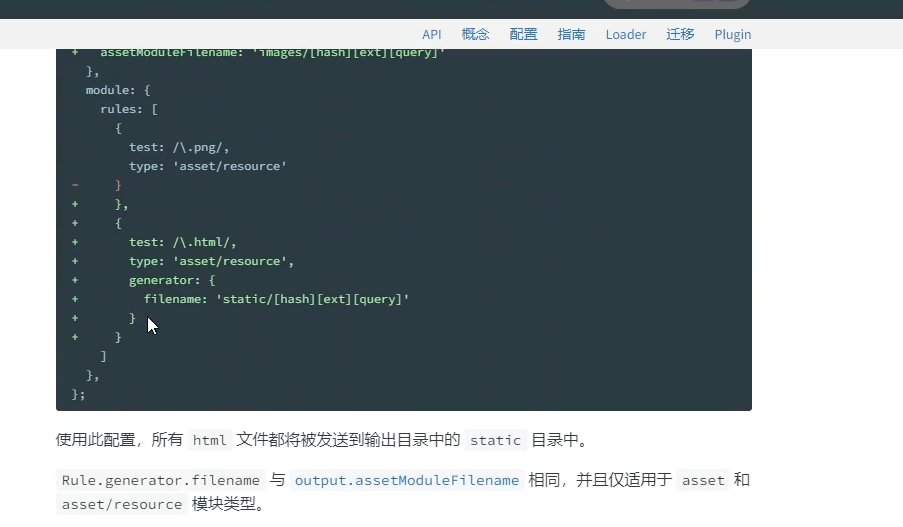 API 概念 配置 指南 Loader 迁移 Plugin
+   assetModuleFilename: 'images/[hash][ext][query]'
  },
  module: {
    rules: [
      {
        test: /\.png/,
        type: 'asset/resource'
-     }
+     },
+     {
+       test: /\.html/,
+       type: 'asset/resource',
+       generator: {
+         filename: 'static/[hash][ext][query]'
+       }
+     }
    ]
  },
};
使用此配置，所有 html 文件都将被发送到输出目录中的 static 目录中。
Rule.generator.filename 与 output.assetModuleFilename 相同，并且仅适用于 asset 和
asset/resource 模块类型。